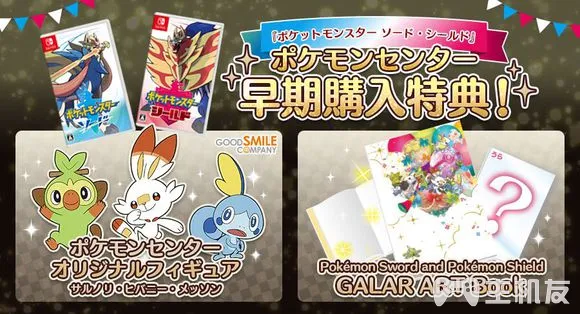 『ポケットモンスター ソード・シールド』
ポケモンセンター
早期購入特典!
ポケットモンスター
ソード
ポケットモンスター
シールド
GOOD SMILE
COMPANY
ポケモンセンター
オリジナルフィギュア
サルノリ・ヒバニー・メッソン
うら
?
Pokémon Sword and Pokémon Shield
GALAR ART Book
手机友